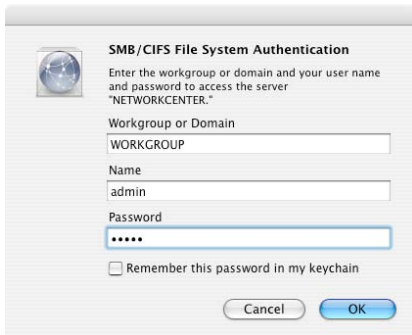 SMB/CIFS File System Authentication
Enter the workgroup or domain and your user name
and password to access the server
"NETWORKCENTER."
Workgroup or Domain
WORKGROUP
Name
admin
Password
•••••
Remember this password in my keychain
Cancel OK